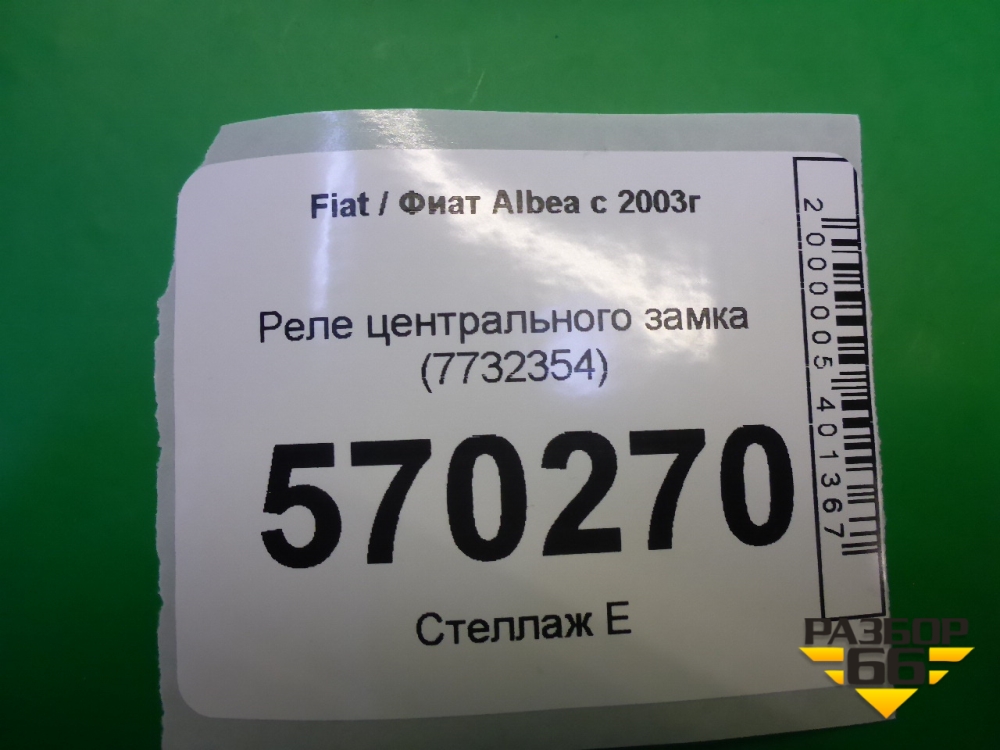 Fiat / Фиат Albea с 2003г
Реле центрального замка
(7732354)
570270
Стеллаж Е
2000005401367
РАЗБОР
66